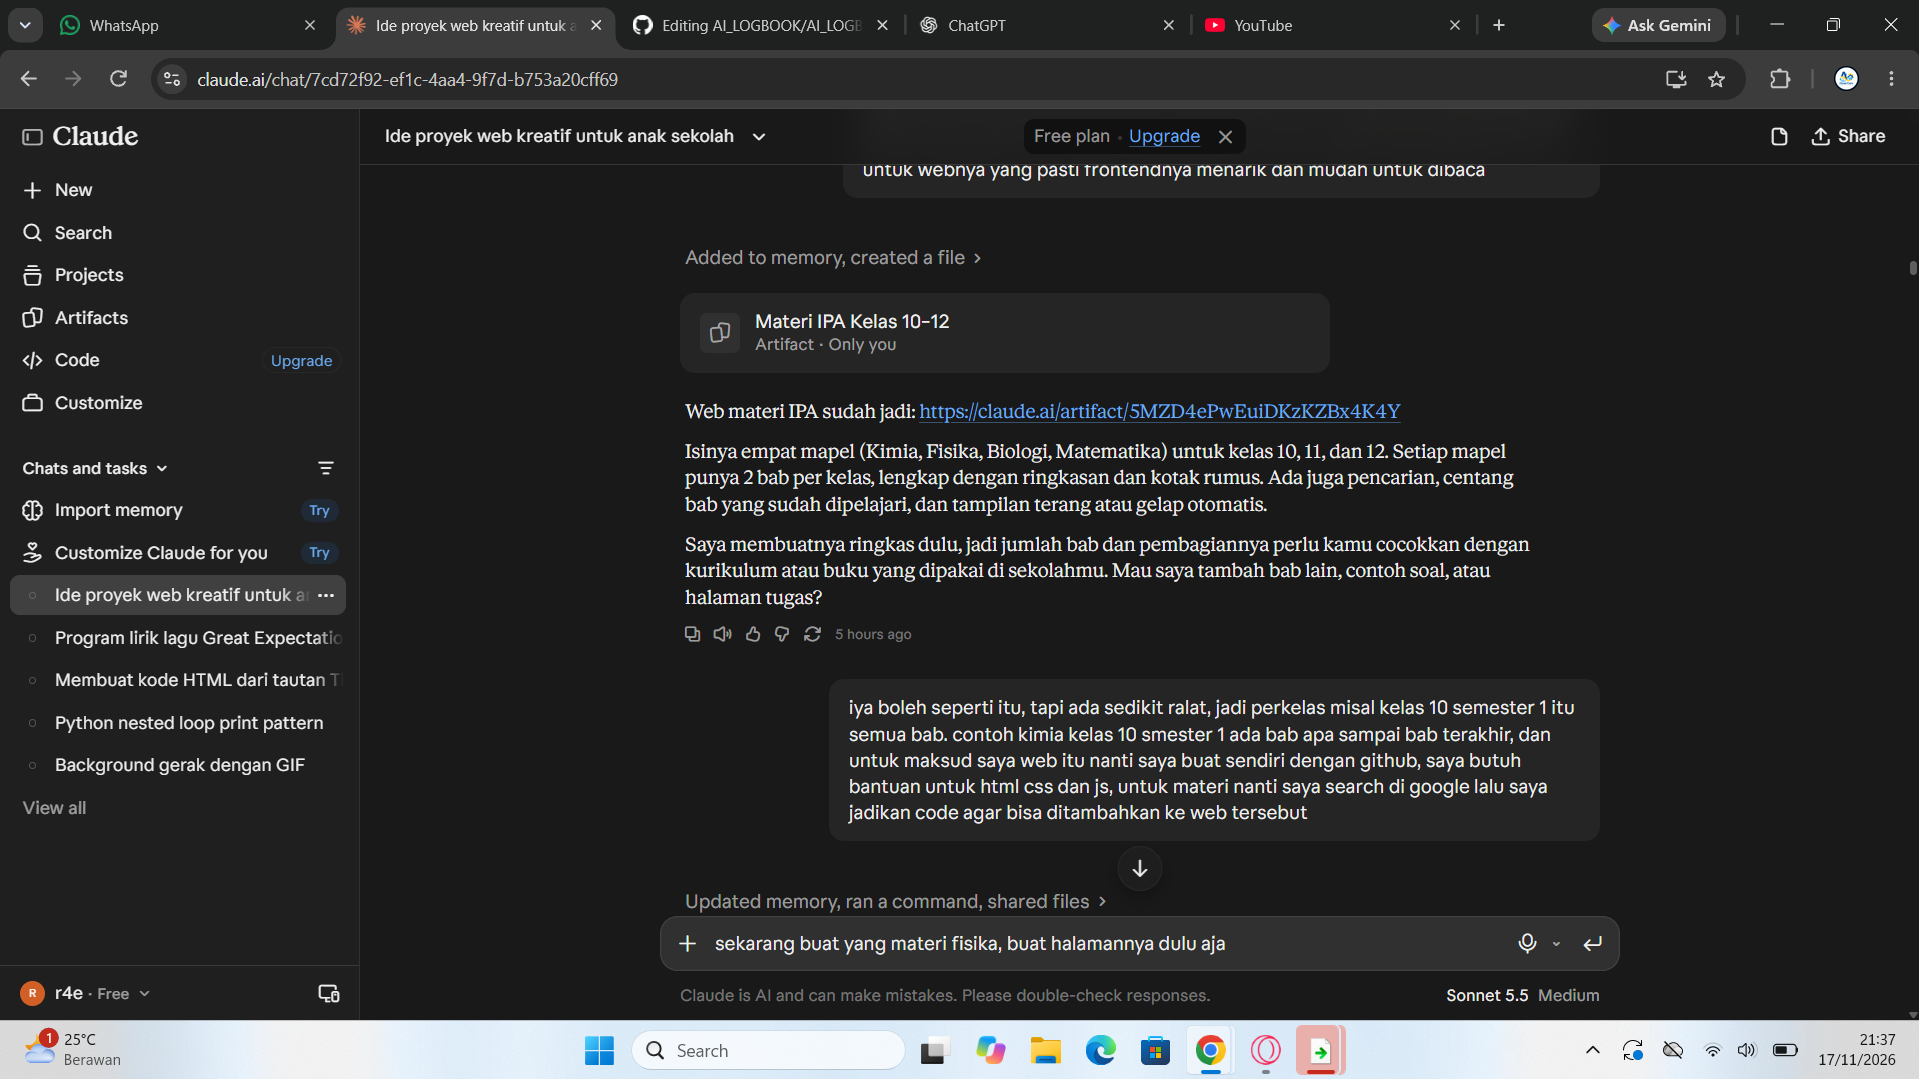 WhatsApp
Ide proyek web kreatif untuk a
Editing AI_LOGBOOK/AI_LOGB
ChatGPT
YouTube
Ask Gemini
claude.ai/chat/7cd72f92-ef1c-4aa4-9f7d-b753a20cff69
Claude
New
Search
Projects
Artifacts
Code
Upgrade
Customize
Chats and tasks
Import memory
Try
Customize Claude for you
Try
Ide proyek web kreatif untuk a
Program lirik lagu Great Expectatio
Membuat kode HTML dari tautan T
Python nested loop print pattern
Background gerak dengan GIF
View all
R
r4e · Free
Ide proyek web kreatif untuk anak sekolah
Free plan · Upgrade
Share
untuk webnya yang pasti frontendnya menarik dan mudah untuk dibaca
Added to memory, created a file
Materi IPA Kelas 10–12
Artifact · Only you
Web materi IPA sudah jadi: https://claude.ai/artifact/5MZD4ePwEuiDKzKZBx4K4Y
Isinya empat mapel (Kimia, Fisika, Biologi, Matematika) untuk kelas 10, 11, dan 12. Setiap mapel
punya 2 bab per kelas, lengkap dengan ringkasan dan kotak rumus. Ada juga pencarian, centang
bab yang sudah dipelajari, dan tampilan terang atau gelap otomatis.
Saya membuatnya ringkas dulu, jadi jumlah bab dan pembagiannya perlu kamu cocokkan dengan
kurikulum atau buku yang dipakai di sekolahmu. Mau saya tambah bab lain, contoh soal, atau
halaman tugas?
5 hours ago
iya boleh seperti itu, tapi ada sedikit ralat, jadi perkelas misal kelas 10 semester 1 itu
semua bab. contoh kimia kelas 10 smester 1 ada bab apa sampai bab terakhir, dan
untuk maksud saya web itu nanti saya buat sendiri dengan github, saya butuh
bantuan untuk html css dan js, untuk materi nanti saya search di google lalu saya
jadikan code agar bisa ditambahkan ke web tersebut
Updated memory, ran a command, shared files
sekarang buat yang materi fisika, buat halamannya dulu aja
Claude is AI and can make mistakes. Please double-check responses.
Sonnet 5.5 Medium
1
25°C
Berawan
Search
21:37
17/11/2026